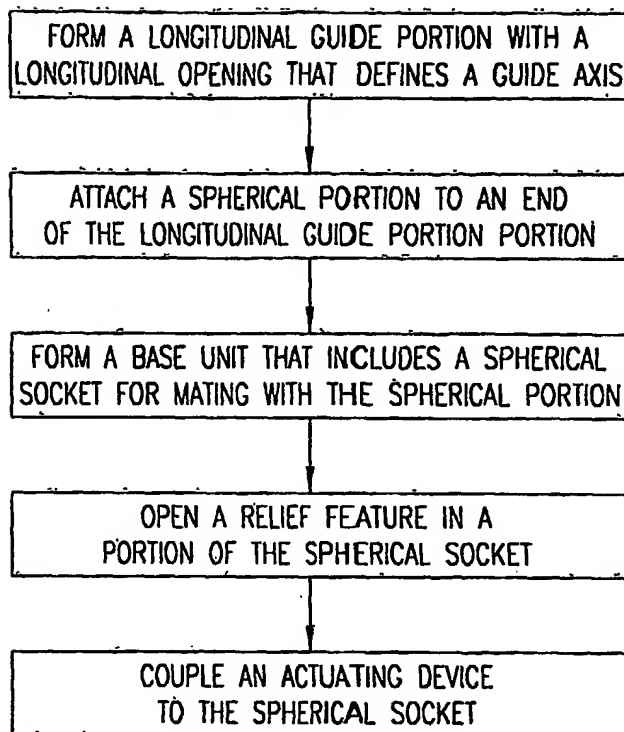 FORM A LONGITUDINAL GUIDE PORTION WITH A
LONGITUDINAL OPENING THAT DEFINES A GUIDE AXIS
ATTACH A SPHERICAL PORTION TO AN END
OF THE LONGITUDINAL GUIDE PORTION PORTION
FORM A BASE UNIT THAT INCLUDES A SPHERICAL
SOCKET FOR MATING WITH THE SPHERICAL PORTION
OPEN A RELIEF FEATURE IN A
PORTION OF THE SPHERICAL SOCKET
COUPLE AN ACTUATING DEVICE
TO THE SPHERICAL SOCKET